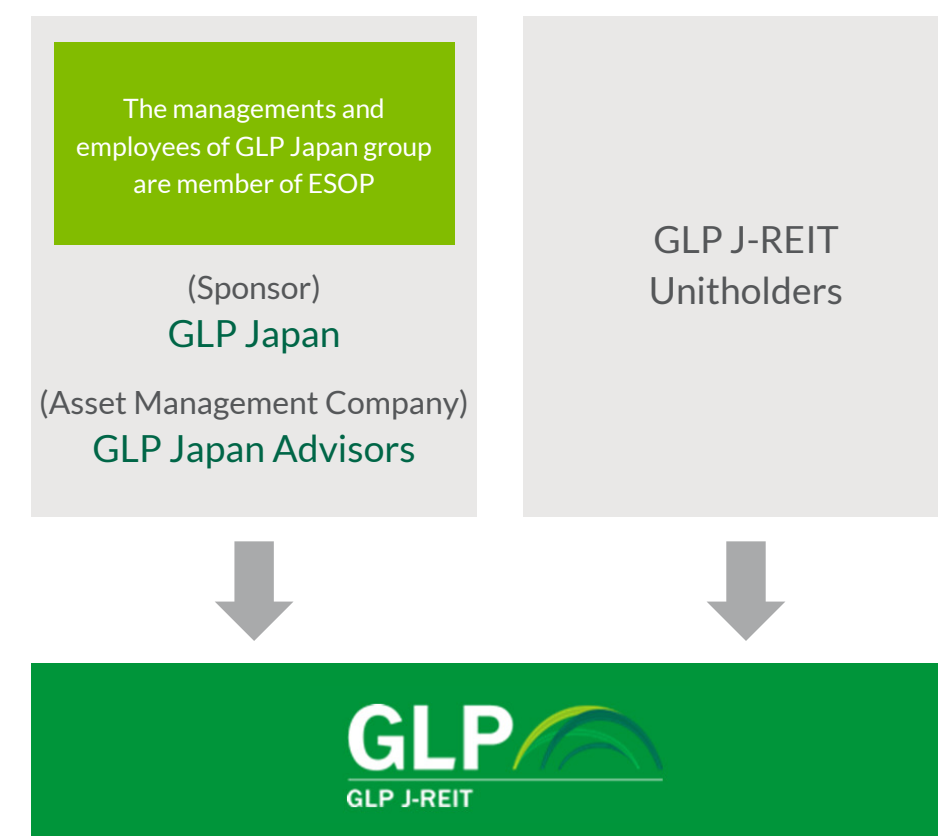 The managements and
employees of GLP Japan group
are member of ESOP
(Sponsor)
GLP Japan
(Asset Management Company)
GLP Japan Advisors
GLP J-REIT
Unitholders
GLP
GLP J-REIT